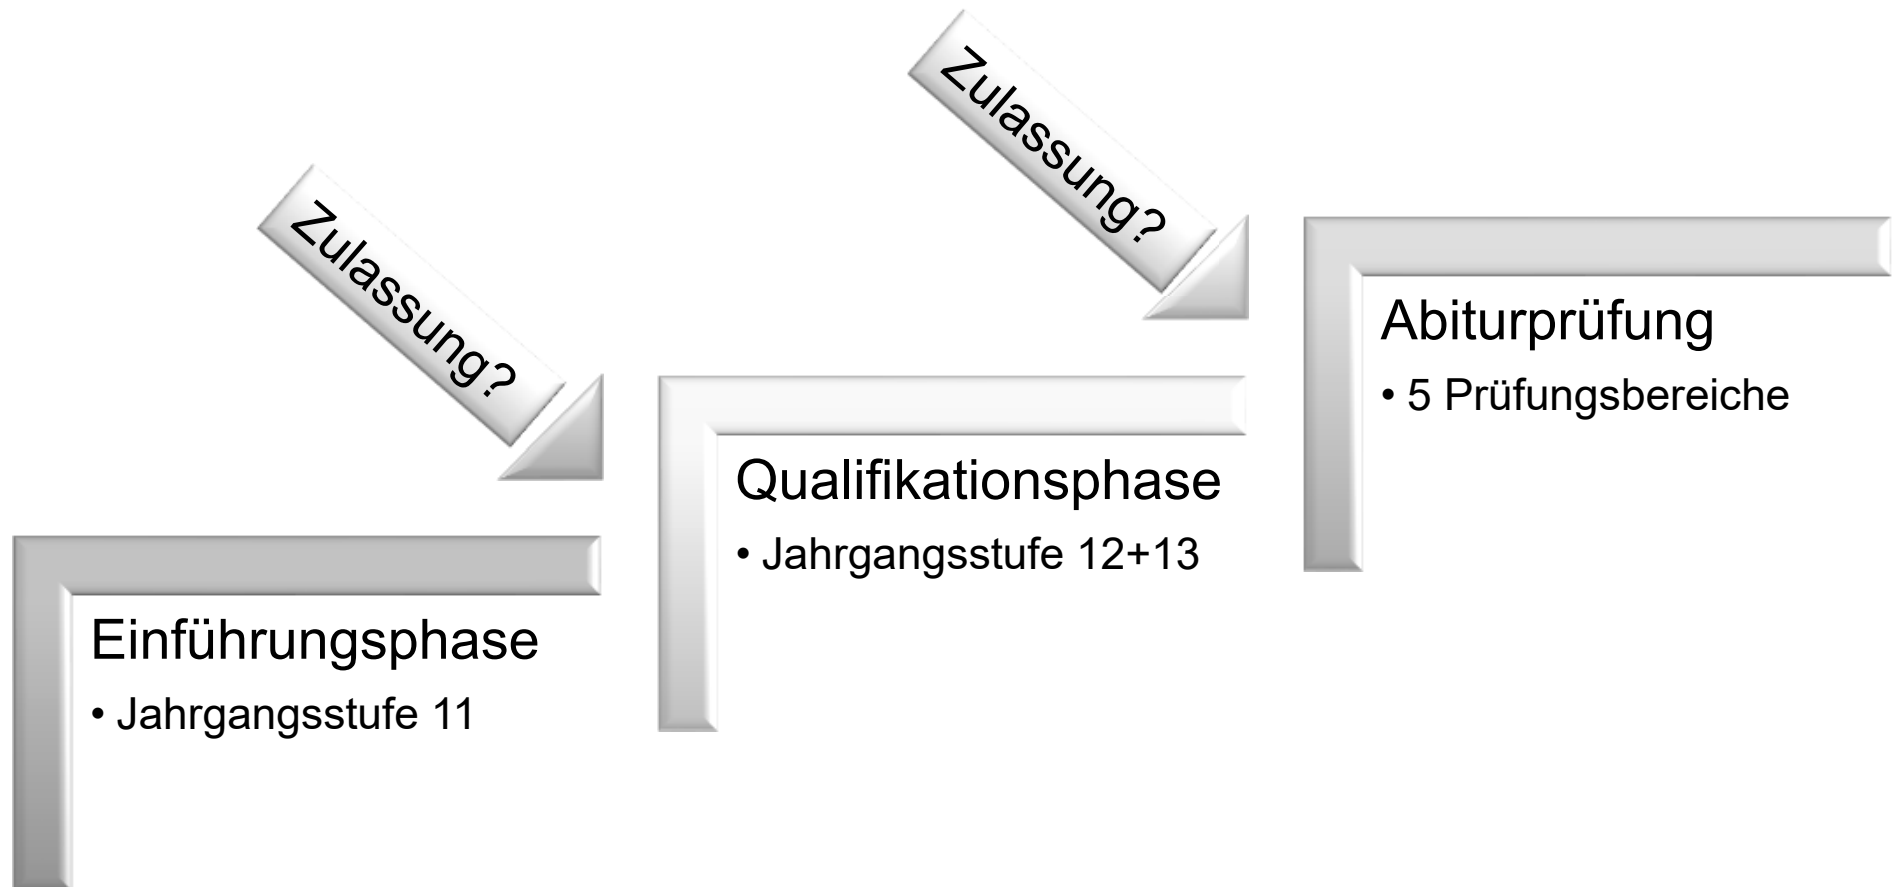 Zulassung?
Zulassung?
Abiturprüfung
• 5 Prüfungsbereiche
Qualifikationsphase
• Jahrgangsstufe 12+13
Einführungsphase
• Jahrgangsstufe 11